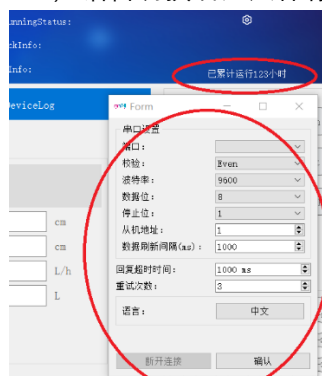 unningStatus:
ckInfo:
Info:
已累计运行123小时
DeviceLog
Form
串口设置
端口：
校验： Even
波特率： 9600
数据位： 8
停止位： 1
从机地址： 1
数据刷新间隔(ms)： 1000
回复超时时间： 1000 ms
重试次数： 3
语言： 中文
断开连接 确认
cm
cm
L/h
L